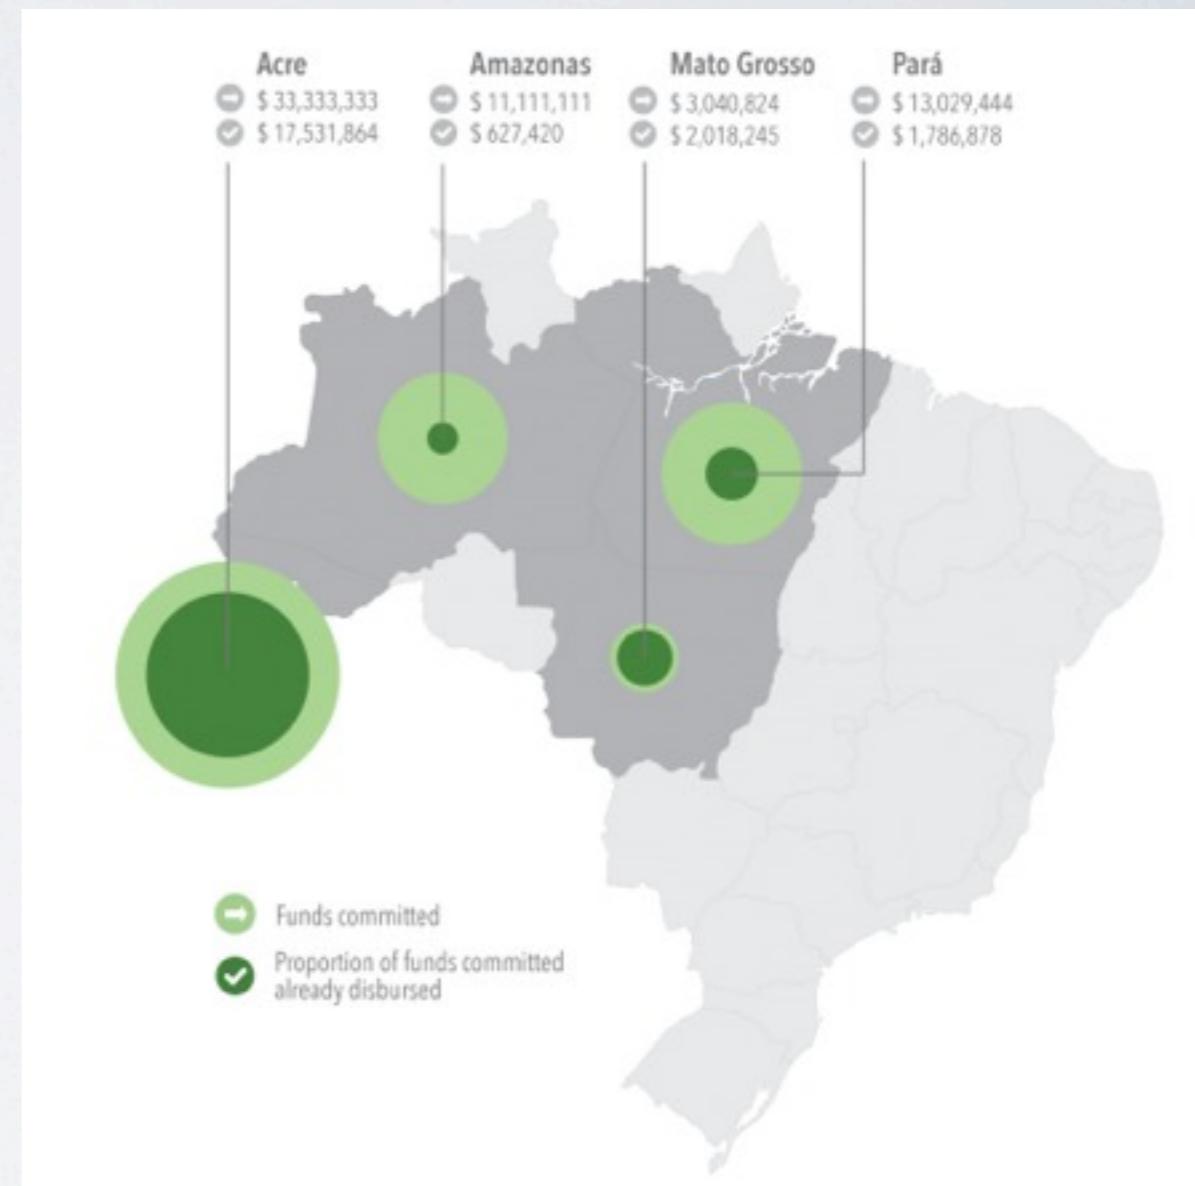 Acre
$ 33,333,333
$ 17,531,864
Amazonas
$ 11,111,111
$ 627,420
Mato Grosso
$ 3,040,824
$ 2,018,245
Pará
$ 13,029,444
$ 1,786,878
Funds committed
Proportion of funds committed
already disbursed